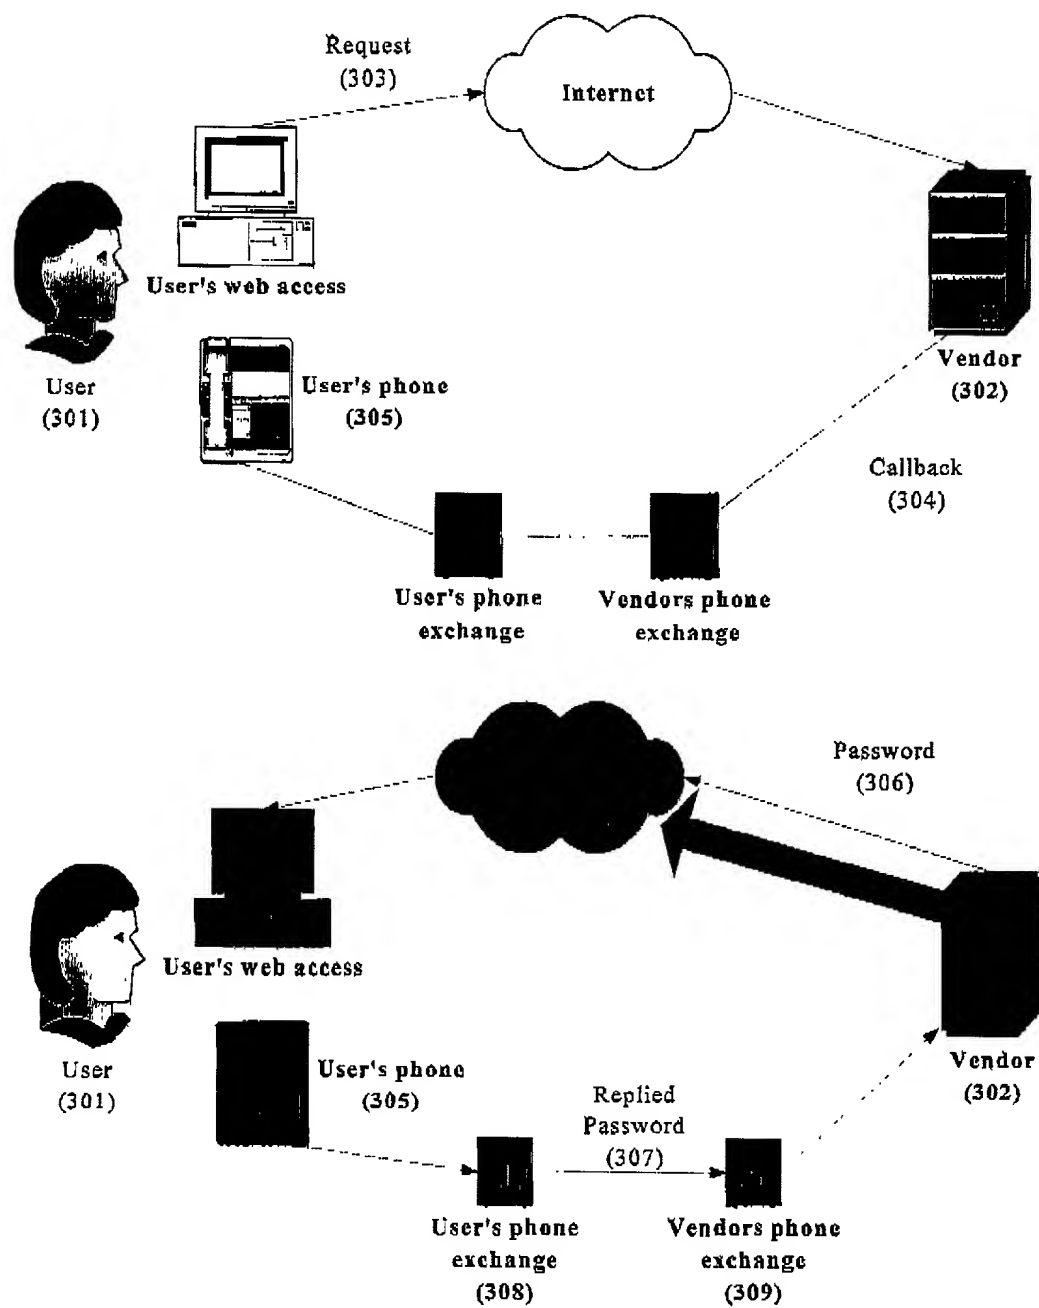 Request
(303)
Internet
User's web access
User
(301)
User's phone
(305)
Vendor
(302)
Callback
(304)
User's phone
exchange
Vendors phone
exchange
Password
(306)
User's web access
User
(301)
User's phone
(305)
Replied
Password
(307)
Vendor
(302)
User's phone
exchange
(308)
Vendors phone
exchange
(309)